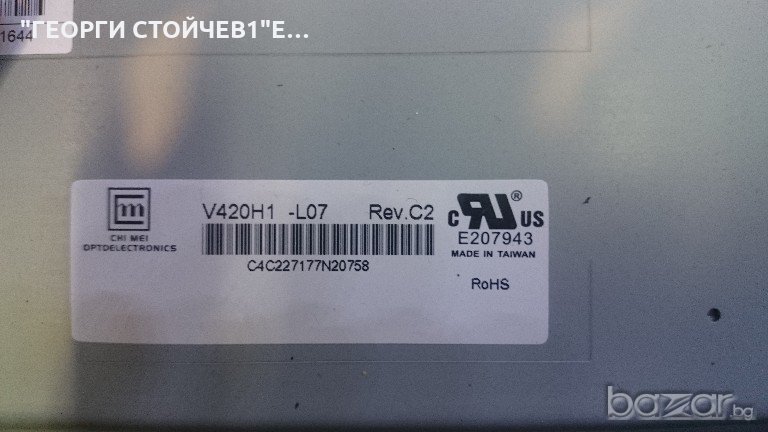 1644
"ГЕОРГИ СТОЙЧЕВ1"Е...
CHI MEI
OPTOELECTRONICS
V420H1 -L07 Rev.C2
C4C227177N20758
C UR US ®
E207943
MADE IN TAIWAN
RoHS
bazar.bg